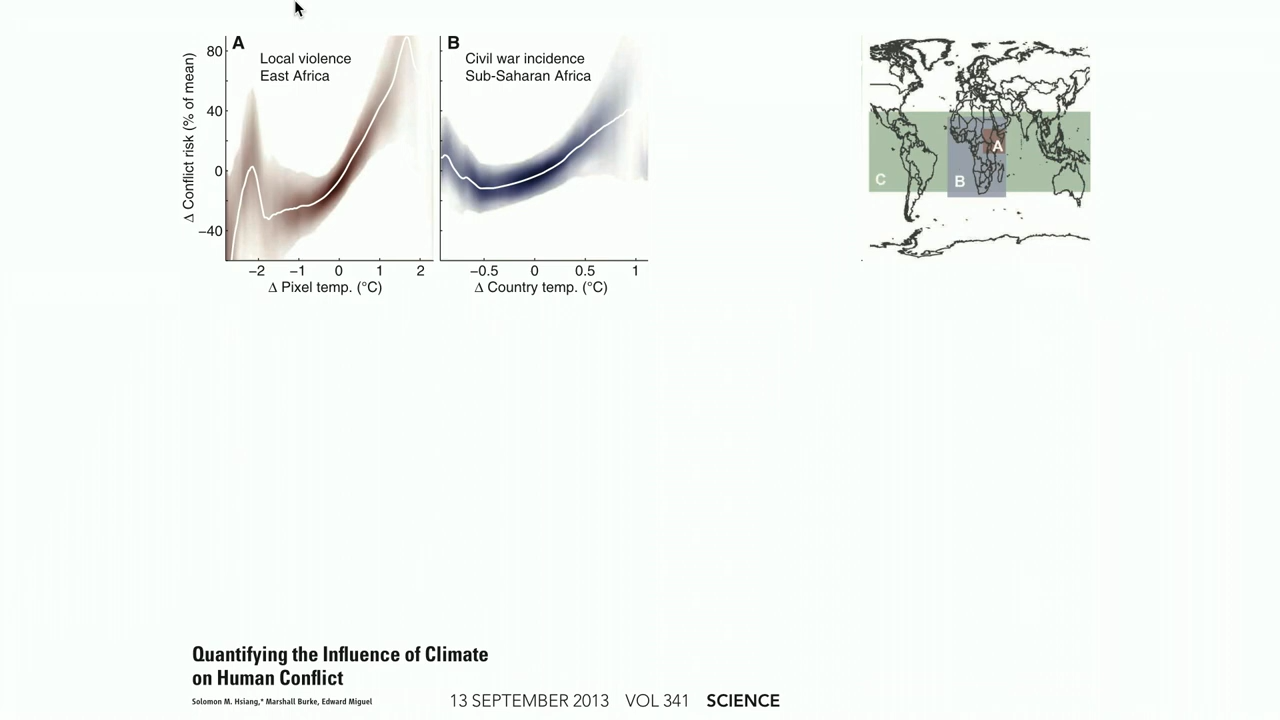 A
Local violence
East Africa
80
40
0
−40
Δ Conflict risk (% of mean)
−2 −1 0 1 2
Δ Pixel temp. (°C)
B
Civil war incidence
Sub-Saharan Africa
−0.5 0 0.5 1
Δ Country temp. (°C)
A
B
C
Quantifying the Influence of Climate
on Human Conflict
Solomon M. Hsiang,* Marshall Burke, Edward Miguel
13 SEPTEMBER 2013 VOL 341 SCIENCE